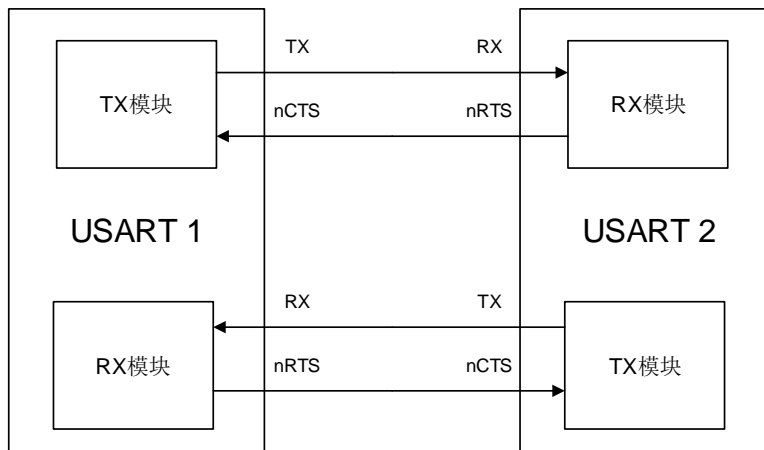 TX RX
TX模块 RX模块
nCTS nRTS
USART 1 USART 2
RX TX
RX模块 TX模块
nRTS nCTS